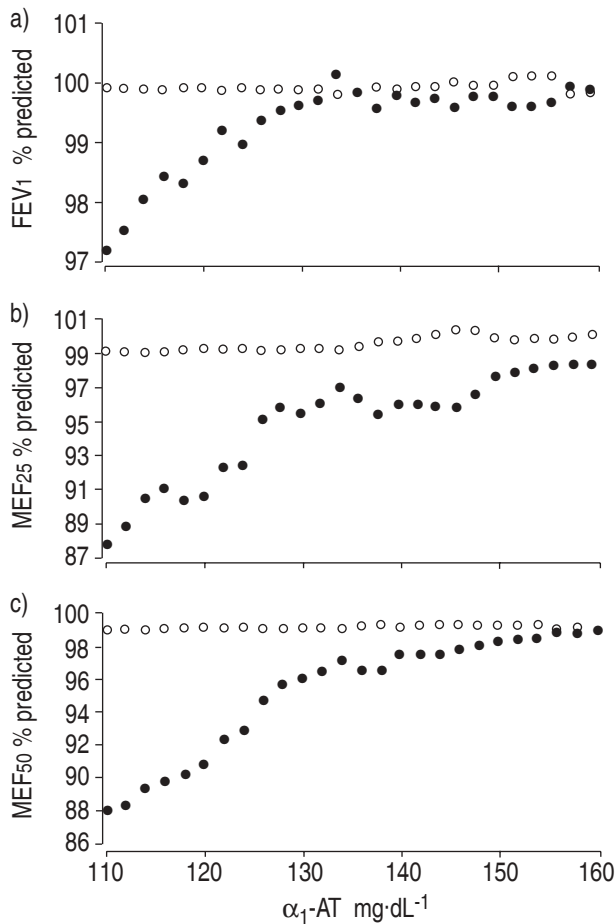 a)
101
100
99
98
97
FEV1 % predicted
b)
101
99
97
95
93
91
89
87
MEF25 % predicted
c)
100
98
96
94
92
90
88
86
MEF50 % predicted
110 120 130 140 150 160
α1-AT mg·dL-1